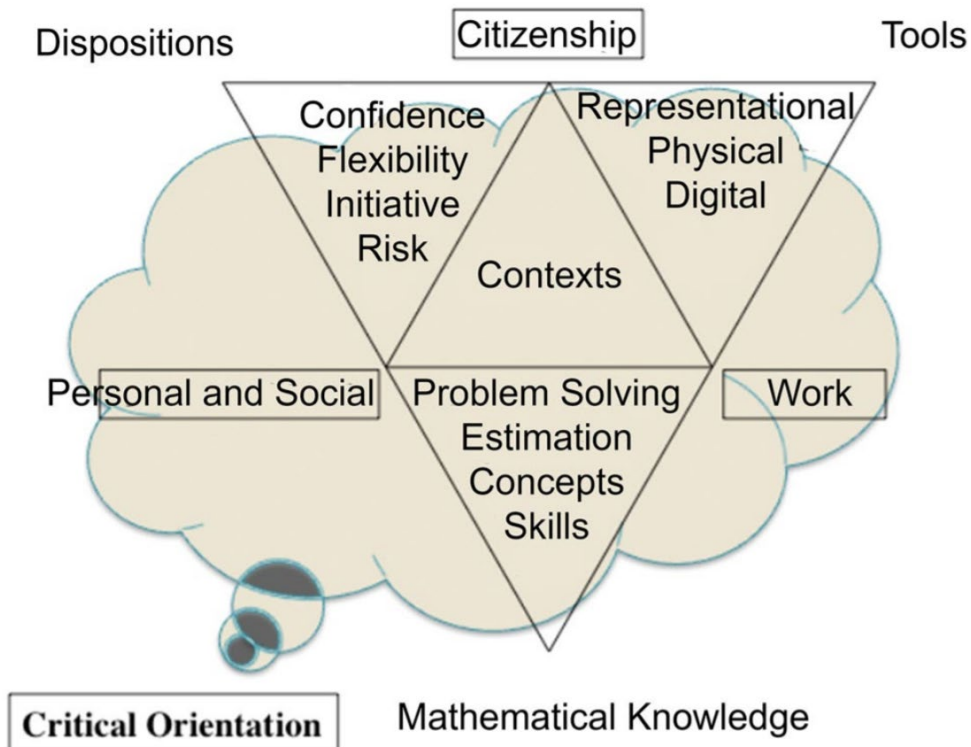 Dispositions
Citizenship
Tools
Confidence
Flexibility
Initiative
Risk
Representational
Physical
Digital
Contexts
Personal and Social
Problem Solving
Estimation
Concepts
Skills
Work
Critical Orientation
Mathematical Knowledge